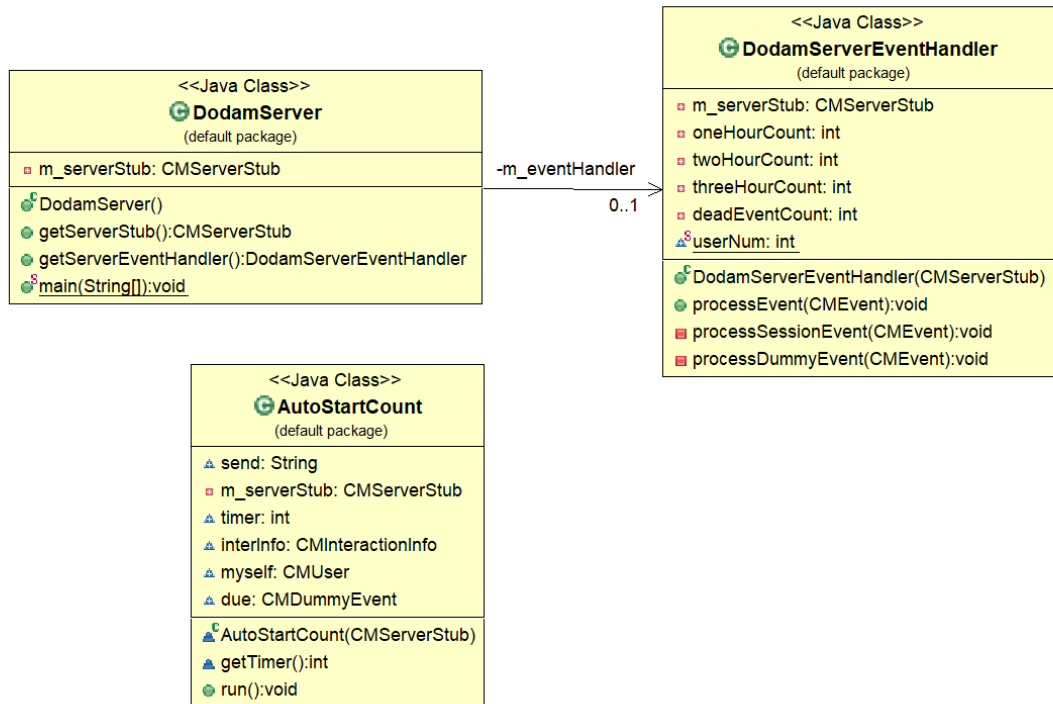 <<Java Class>>
DodamServer
(default package)
m_serverStub: CMServerStub
DodamServer()
getServerStub():CMServerStub
getServerEventHandler():DodamServerEventHandler
main(String[]):void
-m_eventHandler
0..1
<<Java Class>>
DodamServerEventHandler
(default package)
m_serverStub: CMServerStub
oneHourCount: int
twoHourCount: int
threeHourCount: int
deadEventCount: int
userNum: int
DodamServerEventHandler(CMServerStub)
processEvent(CMEvent):void
processSessionEvent(CMEvent):void
processDummyEvent(CMEvent):void
<<Java Class>>
AutoStartCount
(default package)
send: String
m_serverStub: CMServerStub
timer: int
interInfo: CMInteractionInfo
myself: CMUser
due: CMDummyEvent
AutoStartCount(CMServerStub)
getTimer():int
run():void